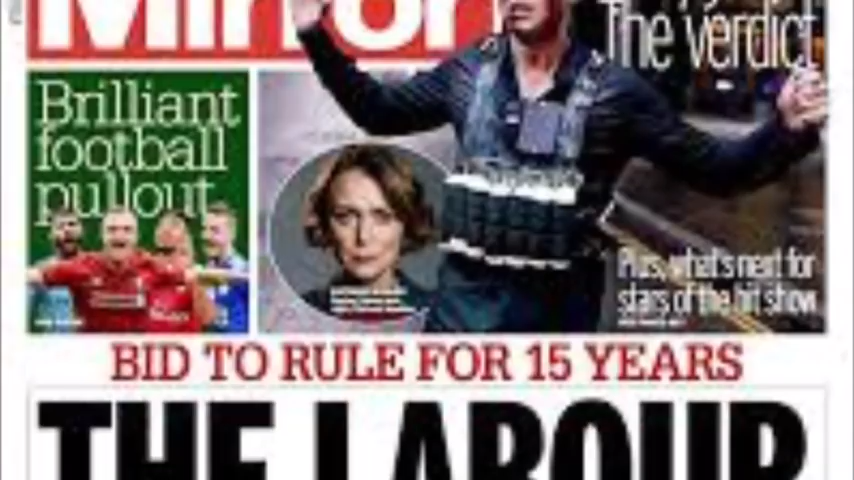 Mirror
The verdict
Brilliant
football
pullout
Plus, what's next for
stars of the hit show
BID TO RULE FOR 15 YEARS
THE LABOUR